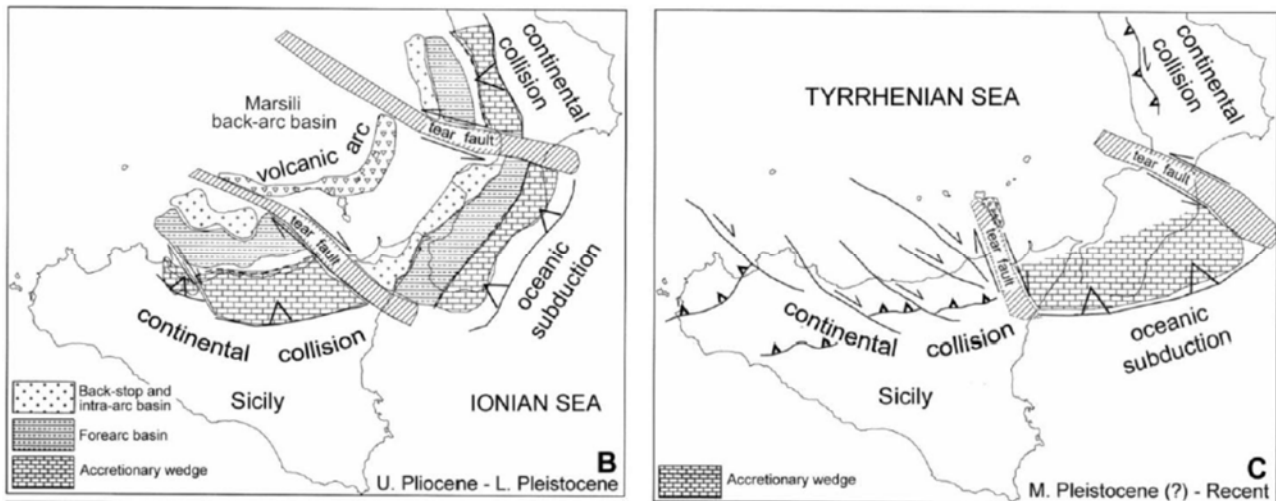 Marsili
back-arc basin
volcanic arc
tear fault
tear fault
continental
collision
oceanic
subduction
continental collision
Sicily
IONIAN SEA
Back-stop and
intra-arc basin
Forearc basin
Accretionary wedge
B
U. Pliocene - L. Pleistocene
TYRRHENIAN SEA
continental
collision
tear fault
tear fault
continental collision
oceanic
subduction
Sicily
Accretionary wedge
C
M. Pleistocene (?) - Recent